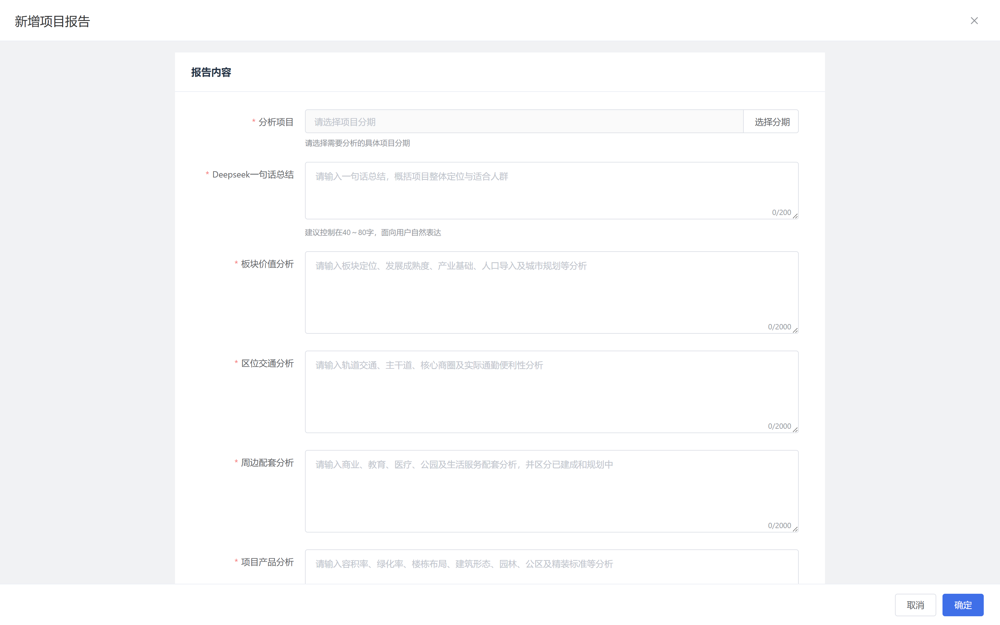 新增项目报告
报告内容
* 分析项目
请选择项目分期
选择分期
请选择需要分析的具体项目分期
* Deepseek一句话总结
请输入一句话总结，概括项目整体定位与适合人群
0/200
建议控制在40～80字，面向用户自然表达
* 板块价值分析
请输入板块定位、发展成熟度、产业基础、人口导入及城市规划等分析
0/2000
* 区位交通分析
请输入轨道交通、主干道、核心商圈及实际通勤便利性分析
0/2000
* 周边配套分析
请输入商业、教育、医疗、公园及生活服务配套分析，并区分已建成和规划中
0/2000
* 项目产品分析
请输入容积率、绿化率、楼栋布局、建筑形态、园林、公区及精装标准等分析
取消
确定